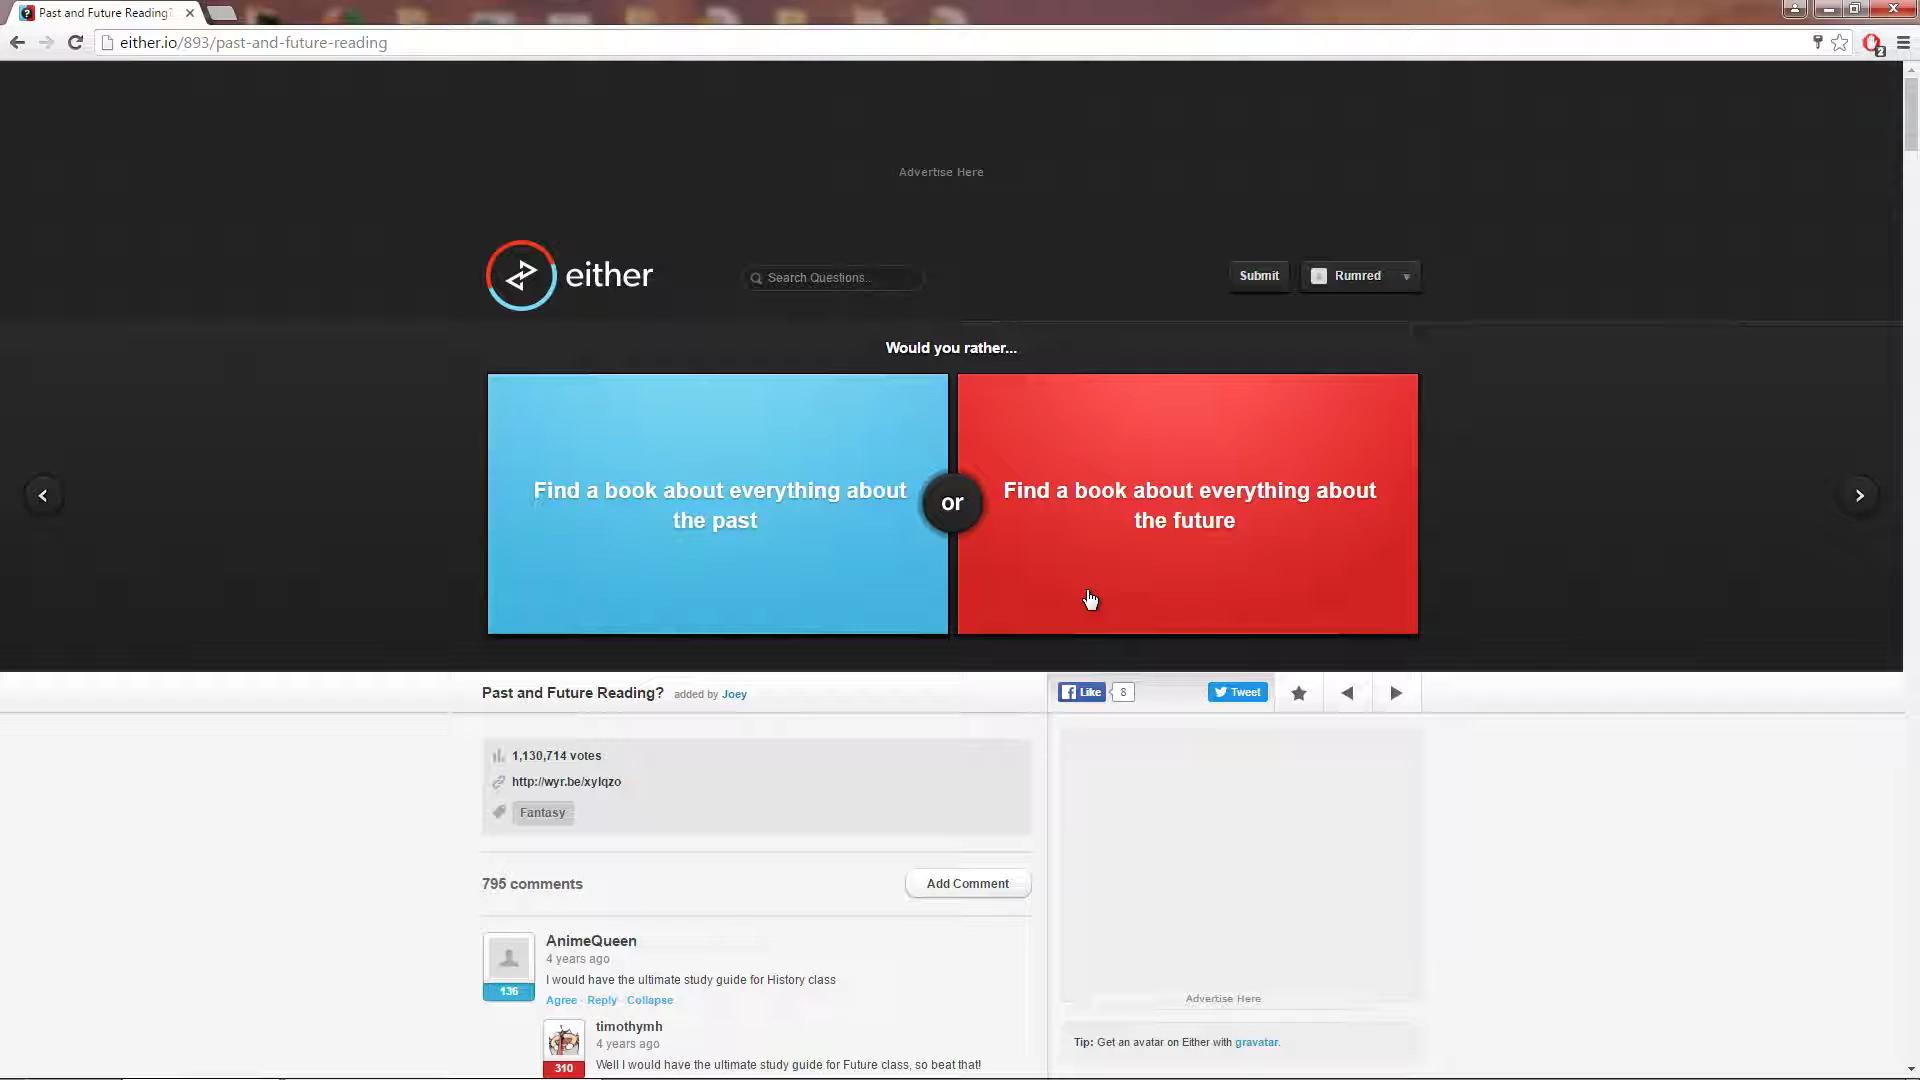 Past and Future Reading?
either.io/893/past-and-future-reading
2
Advertise Here
either
Search Questions..
Submit
Rumred
Would you rather...
Find a book about everything about
the past
or
Find a book about everything about
the future
Past and Future Reading? added by Joey
Like 8
Tweet
1,130,714 votes
http://wyr.be/xylqzo
Fantasy
795 comments
Add Comment
AnimeQueen
4 years ago
I would have the ultimate study guide for History class
136
Agree · Reply · Collapse
timothymh
4 years ago
Well I would have the ultimate study guide for Future class, so beat that!
310
Advertise Here
Tip: Get an avatar on Either with gravatar.